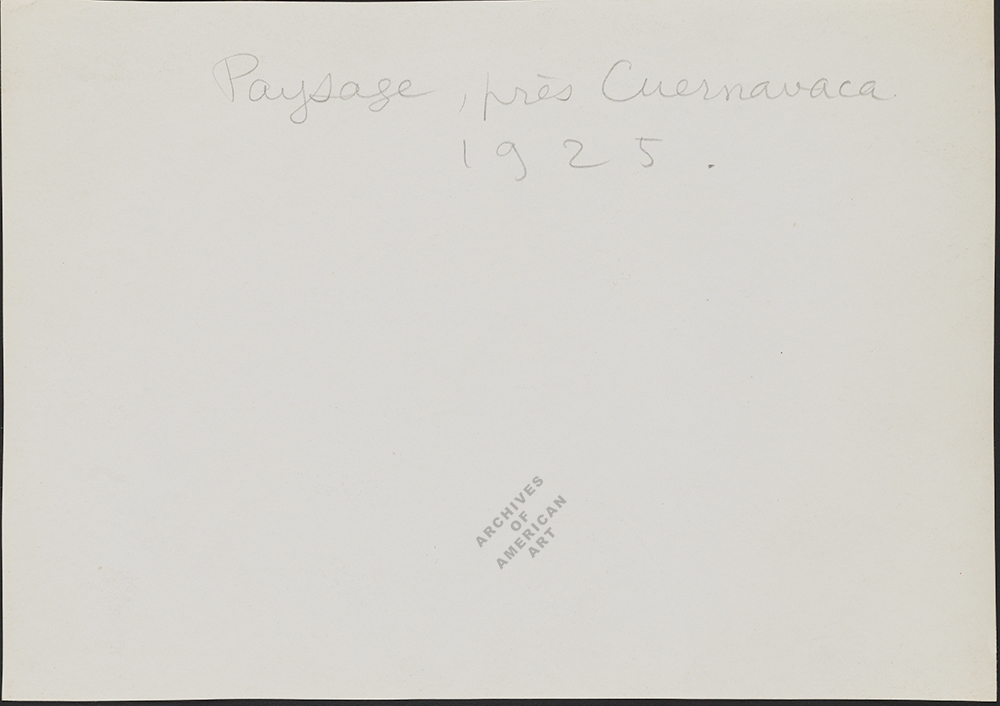 Paysage, près Cuernavaca.
1925.
ARCHIVES
OF
AMERICAN
ART